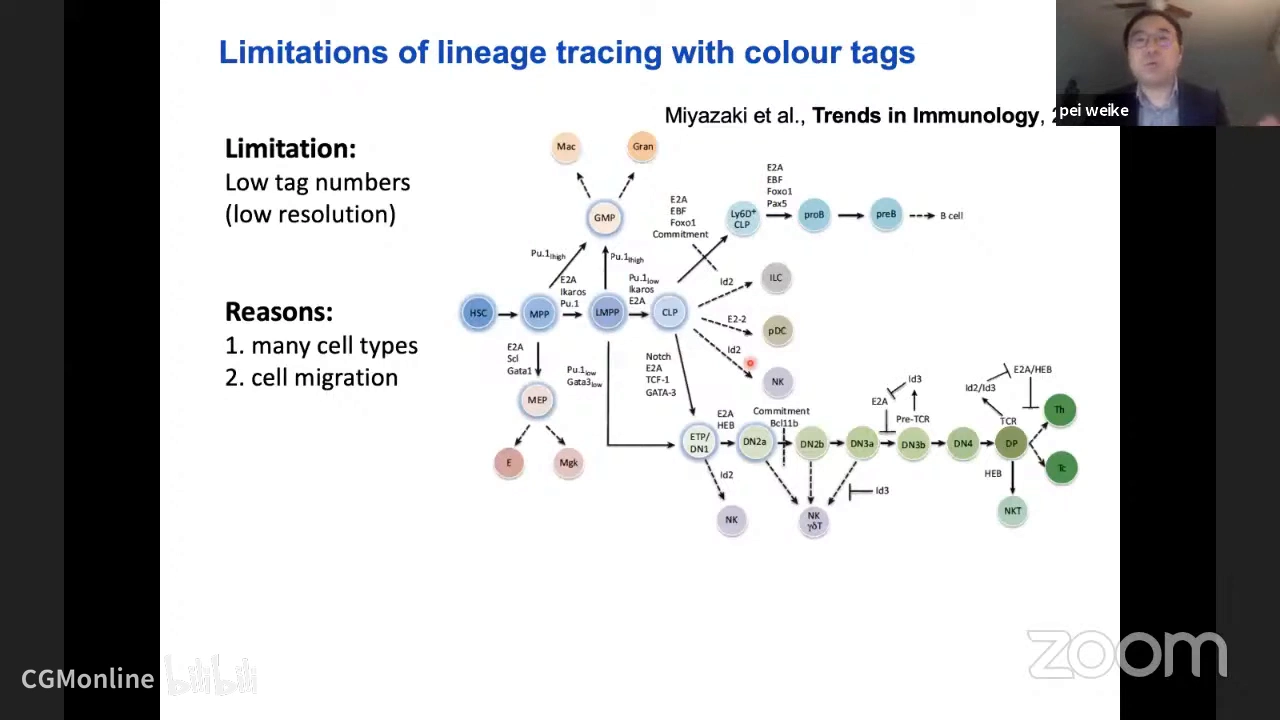 Limitations of lineage tracing with colour tags
pei weike
Miyazaki et al., Trends in Immunology,
Limitation:
Low tag numbers
(low resolution)
Reasons:
1. many cell types
2. cell migration
Mac
Gran
GMP
Pu.1high
Pu.1high
E2A
Ikaros
Pu.1
Pu.1low
Ikaros
E2A
HSC
MPP
LMPP
CLP
E2A
EBF
Foxo1
Commitment
Ly6D+
CLP
E2A
EBF
Foxo1
Pax5
proB
preB
B cell
Id2
ILC
E2-2
pDC
Id2
NK
E2A
Scl
Gata1
MEP
E
Mgk
Pu.1low
Gata3low
Notch
E2A
TCF-1
GATA-3
ETP/
DN1
E2A
HEB
DN2a
Commitment
Bcl11b
DN2b
DN3a
E2A
Id3
Pre-TCR
DN3b
DN4
Id2/Id3
E2A/HEB
TCR
DP
Th
Tc
HEB
NKT
Id2
NK
NK
γδT
Id3
CGMonline
bilibili
zoom